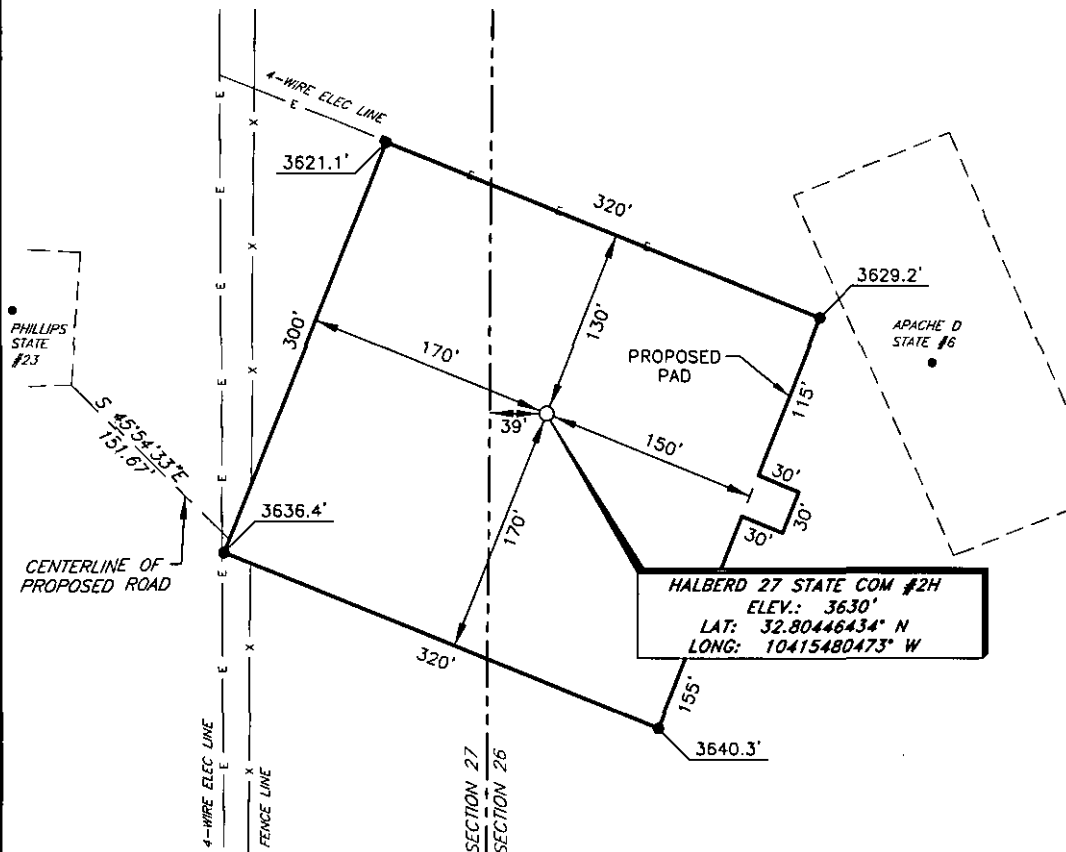 4-WIRE ELEC LINE
E
E
3621.1'
X
E
E
320'
E
E
3629.2'
PHILLIPS
STATE
#23
300'
130'
APACHE D
STATE #6
PROPOSED
PAD
170'
115'
39'
150'
S 45°54'33"E
151.67'
30'
30'
30'
3636.4'
170'
CENTERLINE OF
PROPOSED ROAD
HALBERD 27 STATE COM #2H
ELEV.: 3630'
LAT: 32.80446434° N
LONG: 10415480473° W
320'
155'
3640.3'
4-WIRE ELEC LINE
FENCE LINE
SECTION 27
SECTION 26